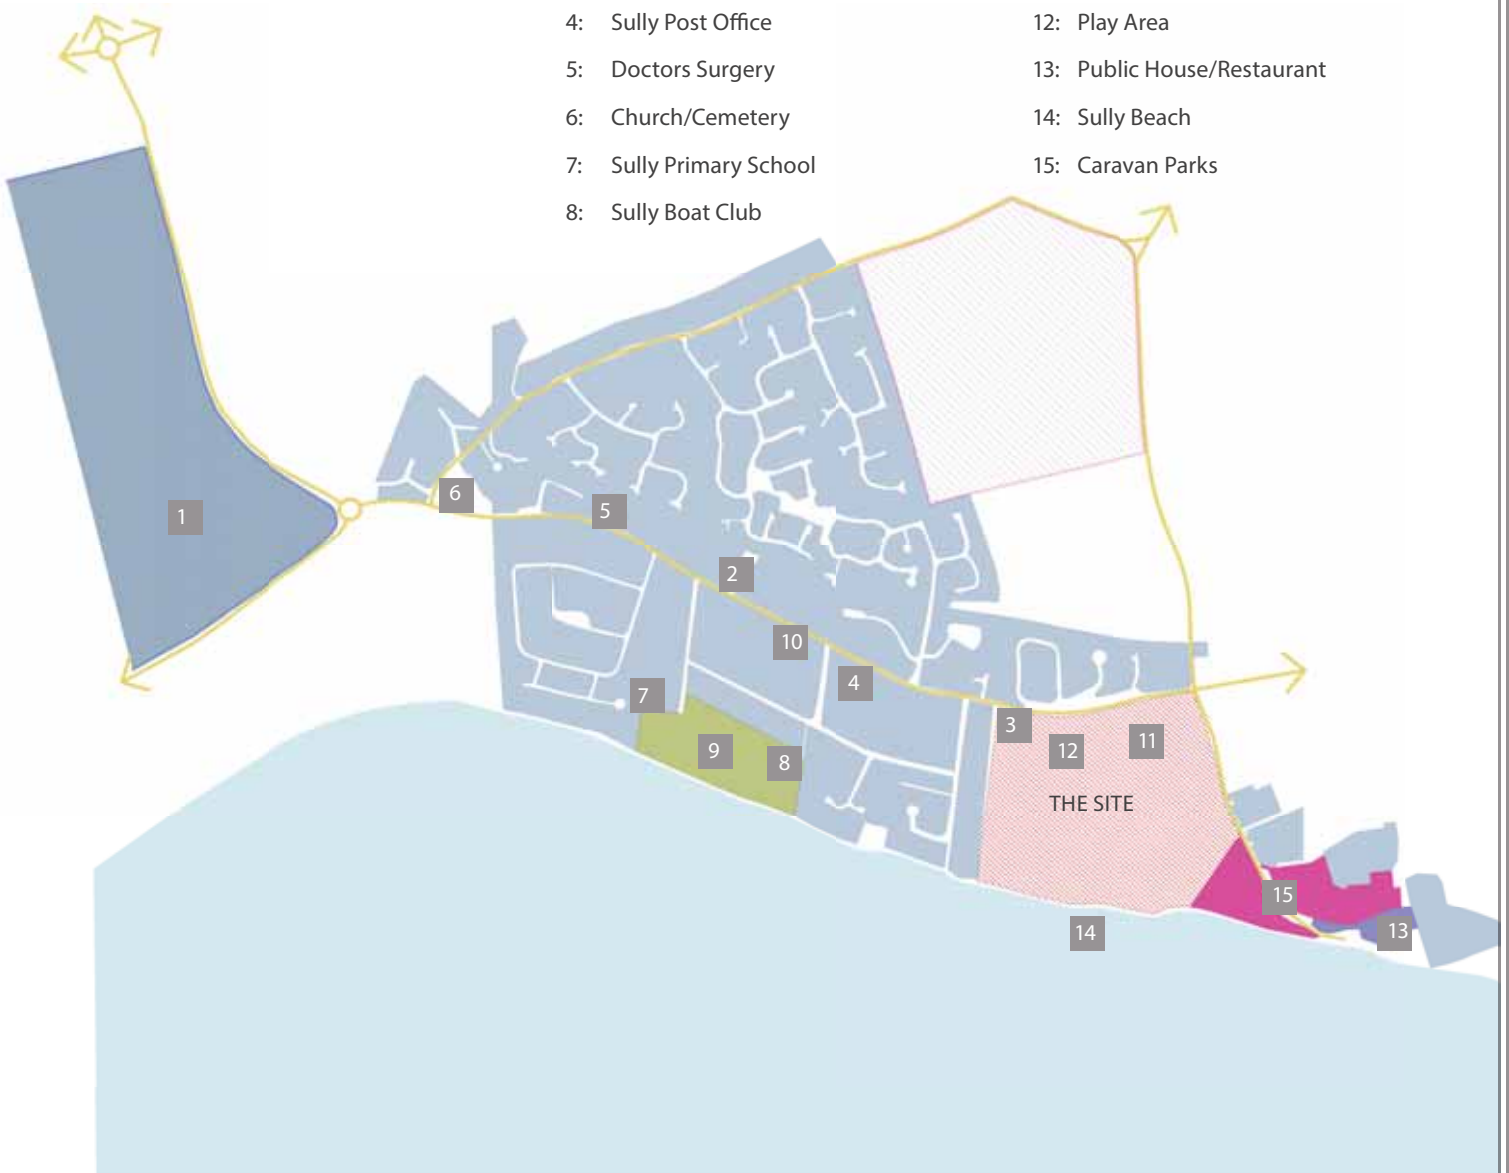 4: Sully Post Office
5: Doctors Surgery
6: Church/Cemetery
7: Sully Primary School
8: Sully Boat Club
12: Play Area
13: Public House/Restaurant
14: Sully Beach
15: Caravan Parks
6
1
5
2
10
4
7
3
12
11
9
8
THE SITE
15
14
13